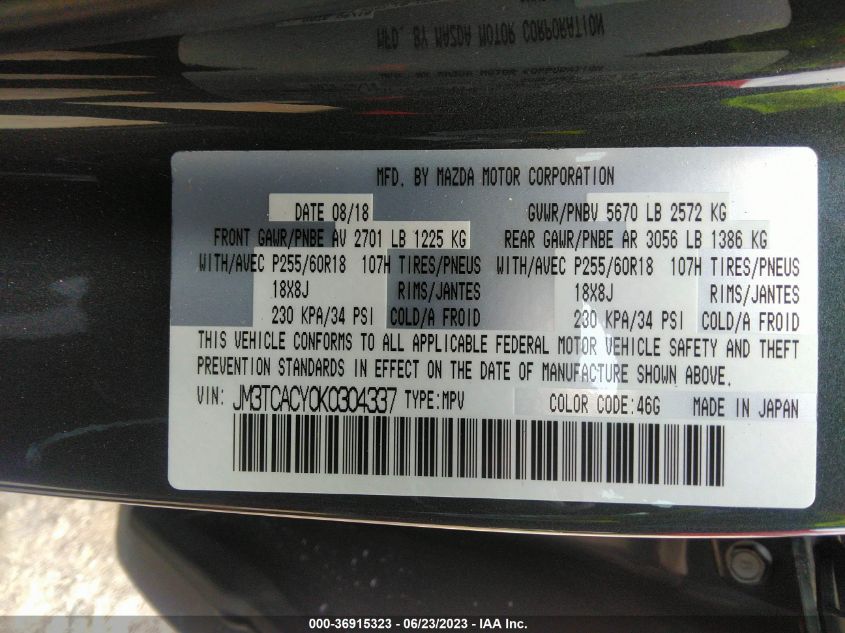 MFD. BY MAZDA MOTOR CORPORATION
MFD. BY MAZDA MOTOR CORPORATION
DATE 08/18 GVWR/PNBV 5670 LB 2572 KG
FRONT GAWR/PNBE AV 2701 LB 1225 KG REAR GAWR/PNBE AR 3056 LB 1386 KG
WITH/AVEC P255/60R18 107H TIRES/PNEUS WITH/AVEC P255/60R18 107H TIRES/PNEUS
18X8J RIMS/JANTES 18X8J RIMS/JANTES
230 KPA/34 PSI COLD/A FROID 230 KPA/34 PSI COLD/A FROID
THIS VEHICLE CONFORMS TO ALL APPLICABLE FEDERAL MOTOR VEHICLE SAFETY AND THEFT
PREVENTION STANDARDS IN EFFECT ON THE DATE OF MANUFACTURE SHOWN ABOVE.
VIN: JM3TCACY0K0304337 TYPE:MPV COLOR CODE:46G MADE IN JAPAN
000-36915323 - 06/23/2023 - IAA Inc.